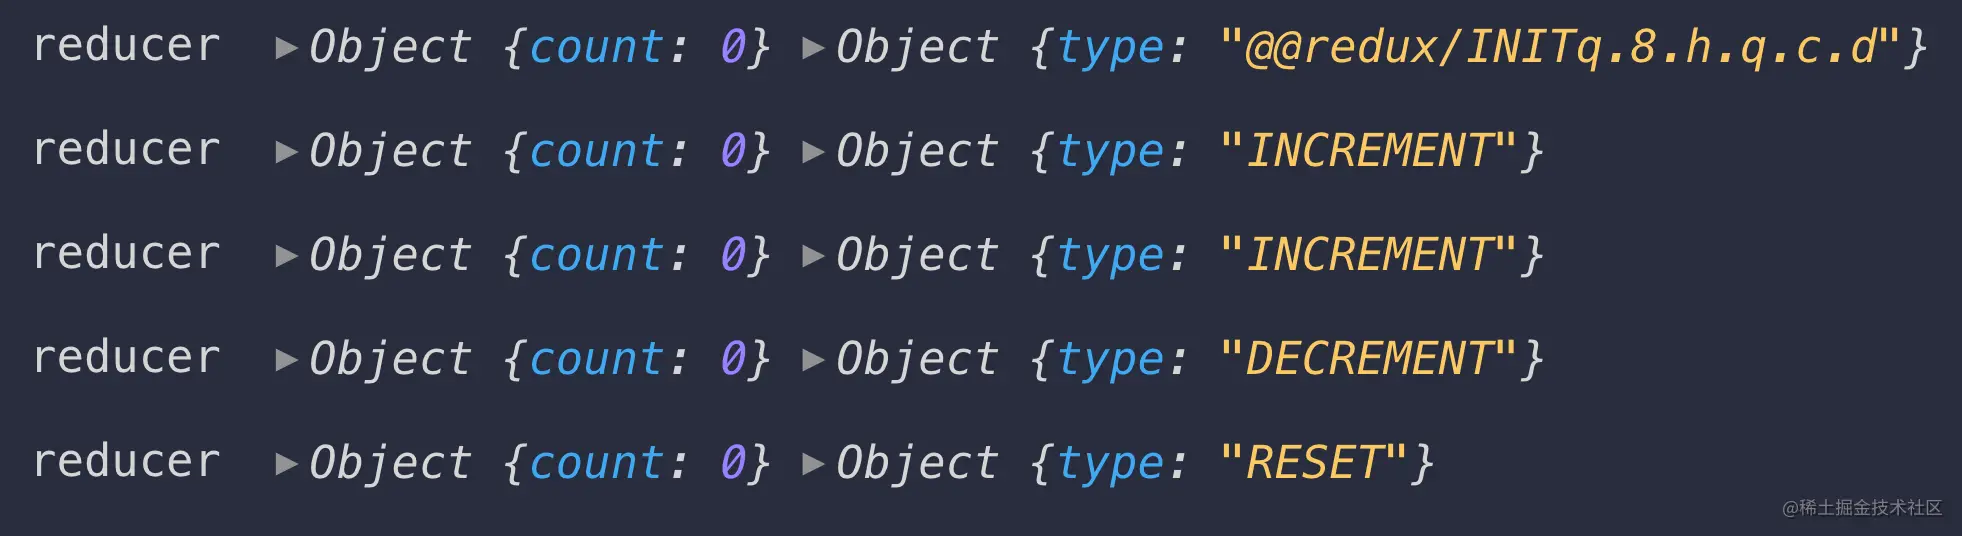 reducer ▶Object {count: 0} ▶Object {type: "@@redux/INITq.8.h.q.c.d"}
reducer ▶Object {count: 0} ▶Object {type: "INCREMENT"}
reducer ▶Object {count: 0} ▶Object {type: "INCREMENT"}
reducer ▶Object {count: 0} ▶Object {type: "DECREMENT"}
reducer ▶Object {count: 0} ▶Object {type: "RESET"}
@稀土掘金技术社区